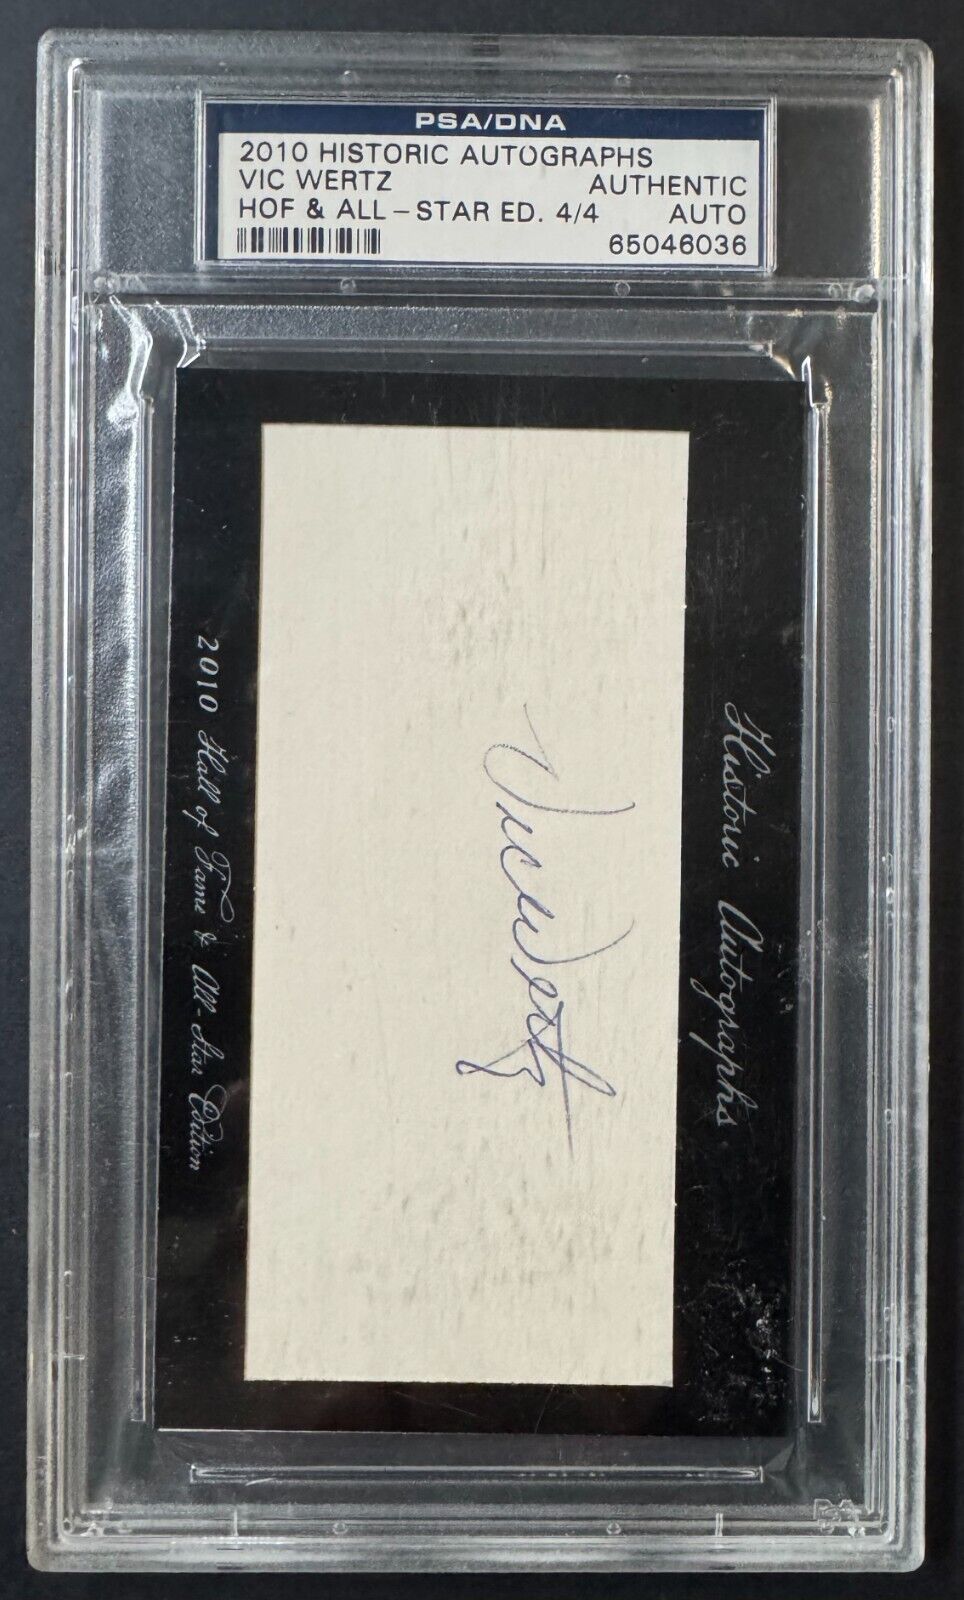 PSA/DNA
2010 HISTORIC AUTOGRAPHS
VIC WERTZ AUTHENTIC
HOF & ALL-STAR ED. 4/4 AUTO
65046036
Historic Autographs
Vic Wertz
2010 Hall of Fame & All-Star Edition